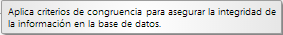 Aplica criterios de congruencia para asegurar la integridad de
la información en la base de datos.